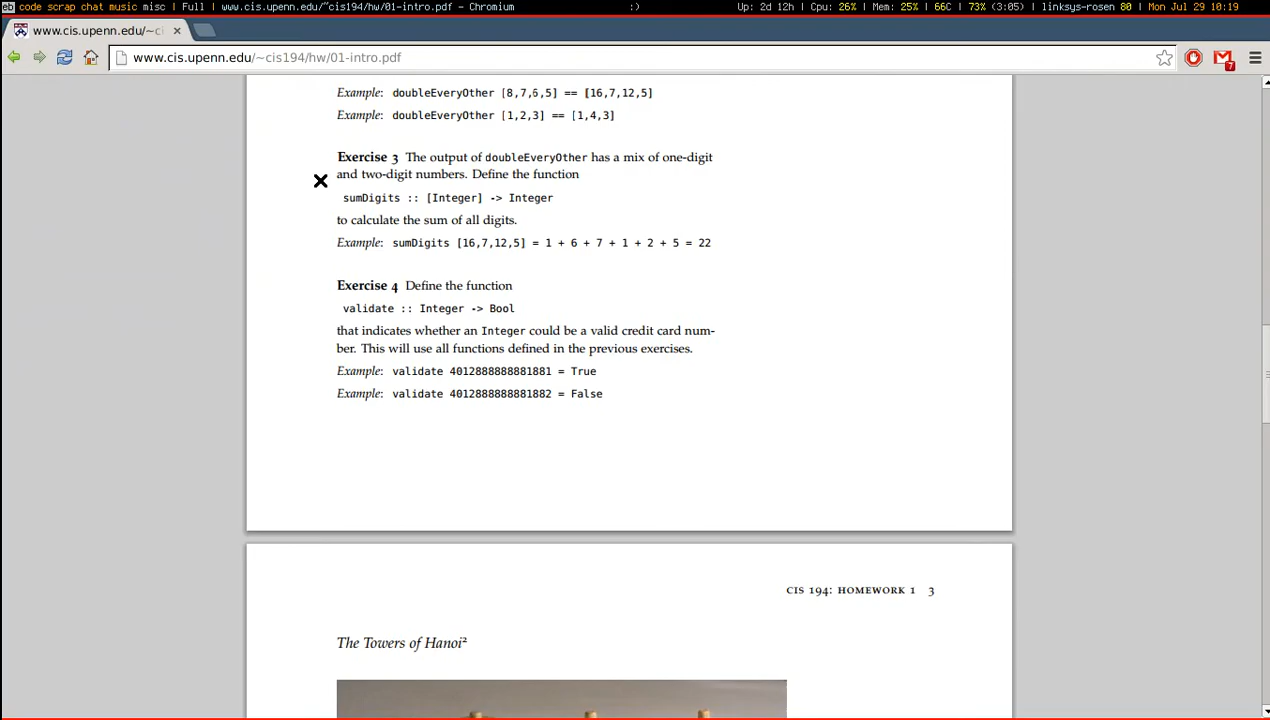 eb code scrap chat music misc | Full | www.cis.upenn.edu/~cis194/hw/01-intro.pdf - Chromium :) Up: 2d 12h | Cpu: 26% | Mem: 25% | 66C | 73% (3:05) | linksys-rosen 80 | Mon Jul 29 10:19
www.cis.upenn.edu/~ci
www.cis.upenn.edu/~cis194/hw/01-intro.pdf
7
Example: doubleEveryOther [8,7,6,5] == [16,7,12,5]
Example: doubleEveryOther [1,2,3] == [1,4,3]
Exercise 3 The output of doubleEveryOther has a mix of one-digit
and two-digit numbers. Define the function
sumDigits :: [Integer] -> Integer
to calculate the sum of all digits.
Example: sumDigits [16,7,12,5] = 1 + 6 + 7 + 1 + 2 + 5 = 22
Exercise 4 Define the function
validate :: Integer -> Bool
that indicates whether an Integer could be a valid credit card num-
ber. This will use all functions defined in the previous exercises.
Example: validate 4012888888881881 = True
Example: validate 4012888888881882 = False
CIS 194: HOMEWORK 1 3
The Towers of Hanoi²